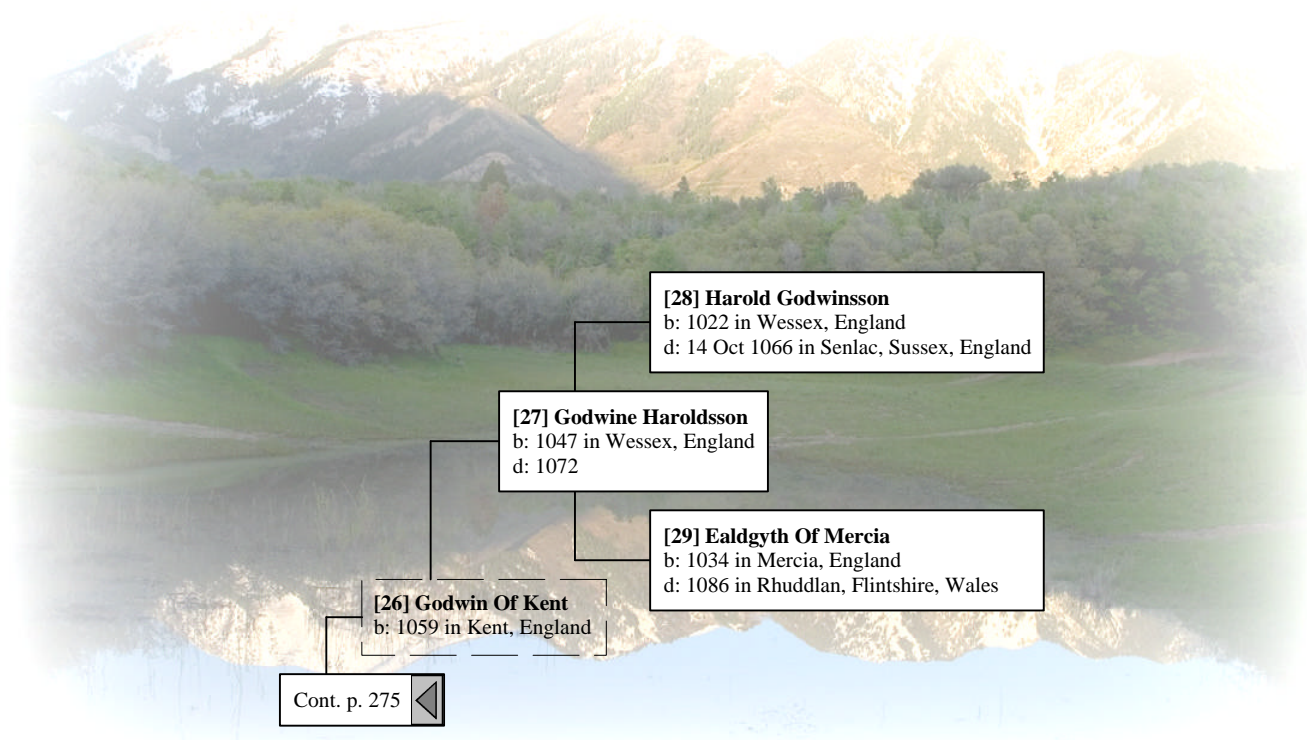 [28] Harold Godwinsson
b: 1022 in Wessex, England
d: 14 Oct 1066 in Senlac, Sussex, England
[27] Godwine Haroldsson
b: 1047 in Wessex, England
d: 1072
[29] Ealdgyth Of Mercia
b: 1034 in Mercia, England
d: 1086 in Rhuddlan, Flintshire, Wales
[26] Godwin Of Kent
b: 1059 in Kent, England
Cont. p. 275